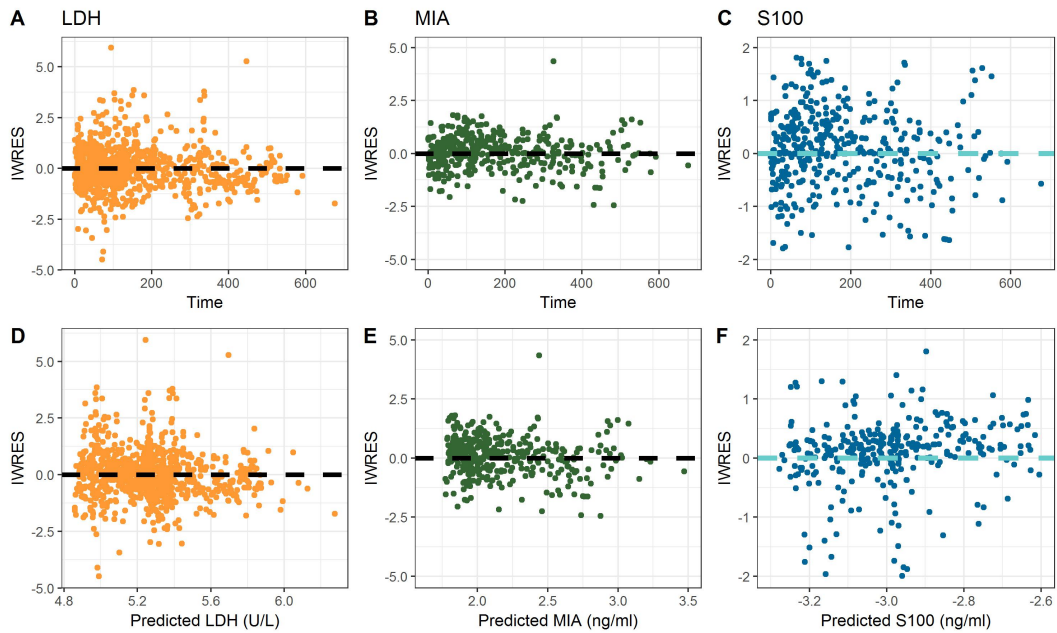 A LDH
B MIA
C S100
IWRES
5.0
2.5
0.0
-2.5
-5.0
0 200 400 600
Time
IWRES
5.0
2.5
0.0
-2.5
-5.0
0 200 400 600
Time
IWRES
2
1
0
-1
-2
0 200 400 600
Time
D
IWRES
5.0
2.5
0.0
-2.5
-5.0
4.8 5.2 5.6 6.0
Predicted LDH (U/L)
E
IWRES
5.0
2.5
0.0
-2.5
-5.0
2.0 2.5 3.0 3.5
Predicted MIA (ng/ml)
F
IWRES
2
1
0
-1
-2
-3.2 -3.0 -2.8 -2.6
Predicted S100 (ng/ml)